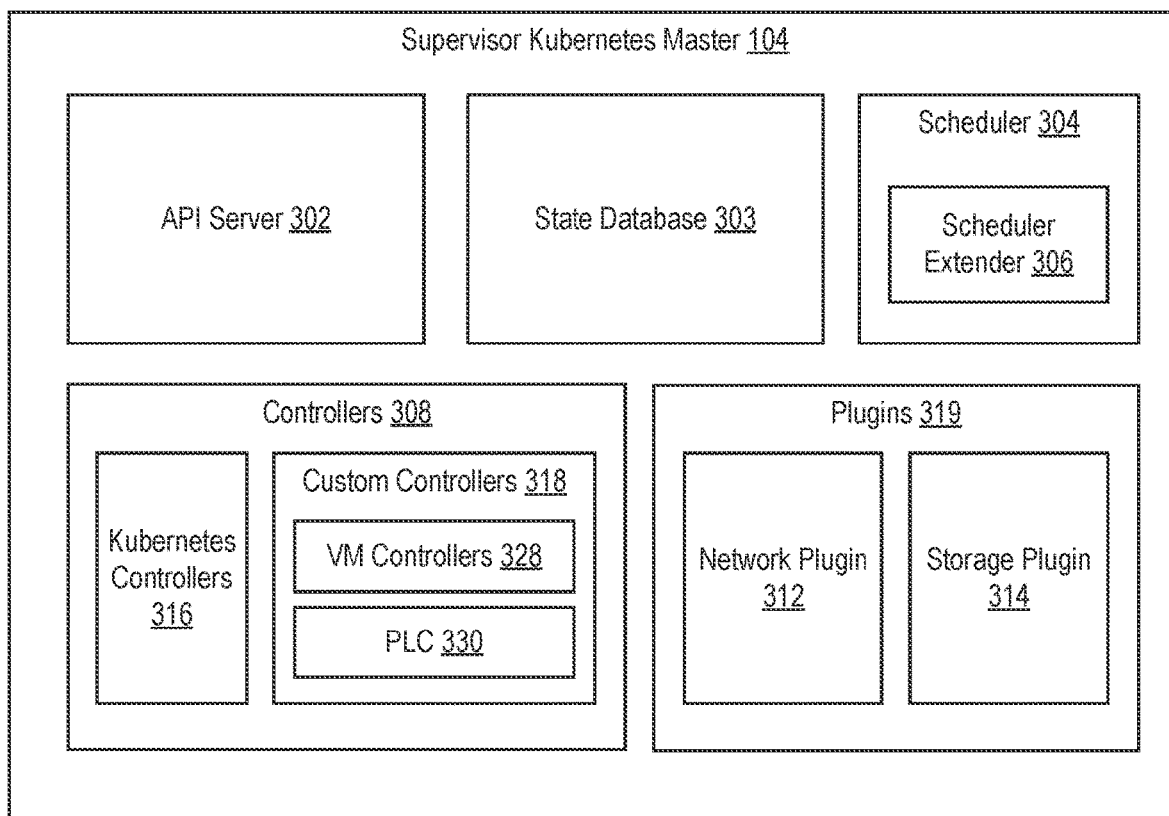 Supervisor Kubernetes Master 104
API Server 302
State Database 303
Scheduler 304
Scheduler
Extender 306
Controllers 308
Kubernetes
Controllers
316
Custom Controllers 318
VM Controllers 328
PLC 330
Plugins 319
Network Plugin
312
Storage Plugin
314